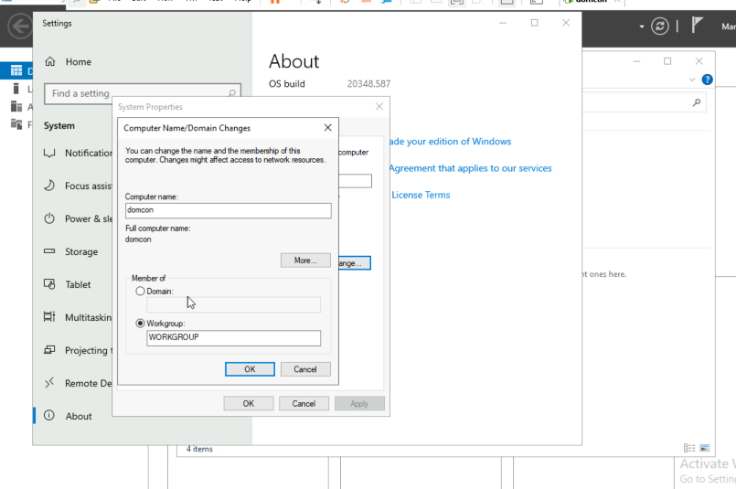 domcon
Mar
Settings
Home
Find a setting
System
Notification
Focus assis
Power & sle
Storage
Tablet
Multitaskin
Projecting t
Remote De
About
About
OS build 20348.587
System Properties
computer
ange...
ade your edition of Windows
Agreement that applies to our services
License Terms
Computer Name/Domain Changes
You can change the name and the membership of this
computer. Changes might affect access to network resources.
Computer name:
domcon
Full computer name:
domcon
More...
Member of
Domain:
Workgroup:
WORKGROUP
OK Cancel
OK Cancel Apply
t ones here.
4 items
Activate W
Go to Setting